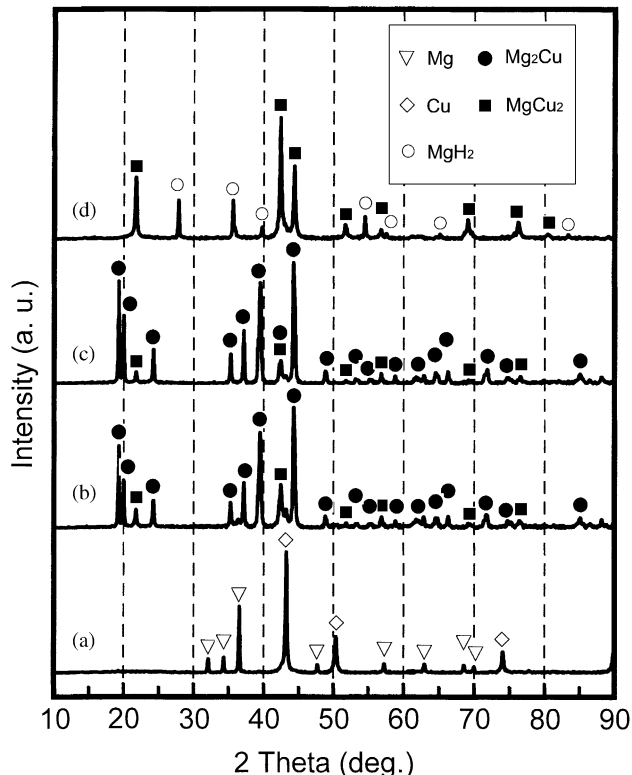 Mg
Mg₂Cu
Cu
MgCu₂
MgH₂
(d)
(c)
(b)
(a)
Intensity (a. u.)
10 20 30 40 50 60 70 80 90
2 Theta (deg.)